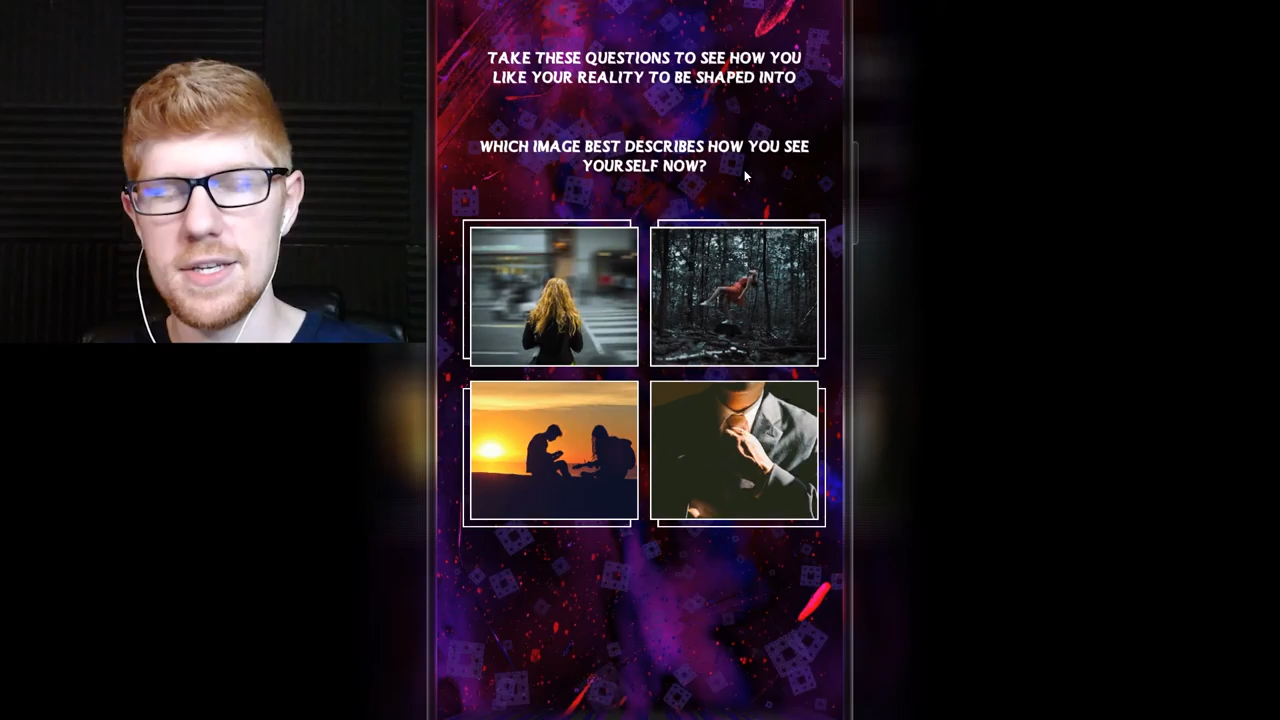 TAKE THESE QUESTIONS TO SEE HOW YOU
LIKE YOUR REALITY TO BE SHAPED INTO
WHICH IMAGE BEST DESCRIBES HOW YOU SEE
YOURSELF NOW?